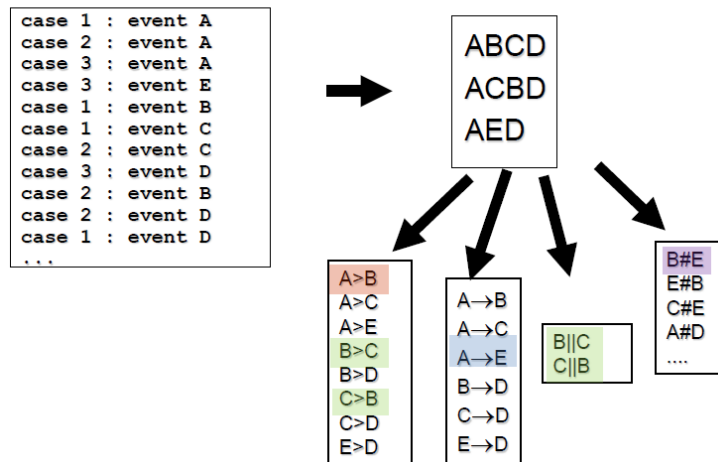 case 1 : event A
case 2 : event A
case 3 : event A
case 3 : event E
case 1 : event B
case 1 : event C
case 2 : event C
case 3 : event D
case 2 : event B
case 2 : event D
case 1 : event D
...
ABCD
ACBD
AED
A>B
A>C
A>E
B>C
B>D
C>B
C>D
E>D
A→B
A→C
A→E
B→D
C→D
E→D
B||C
C||B
B#E
E#B
C#E
A#D
....